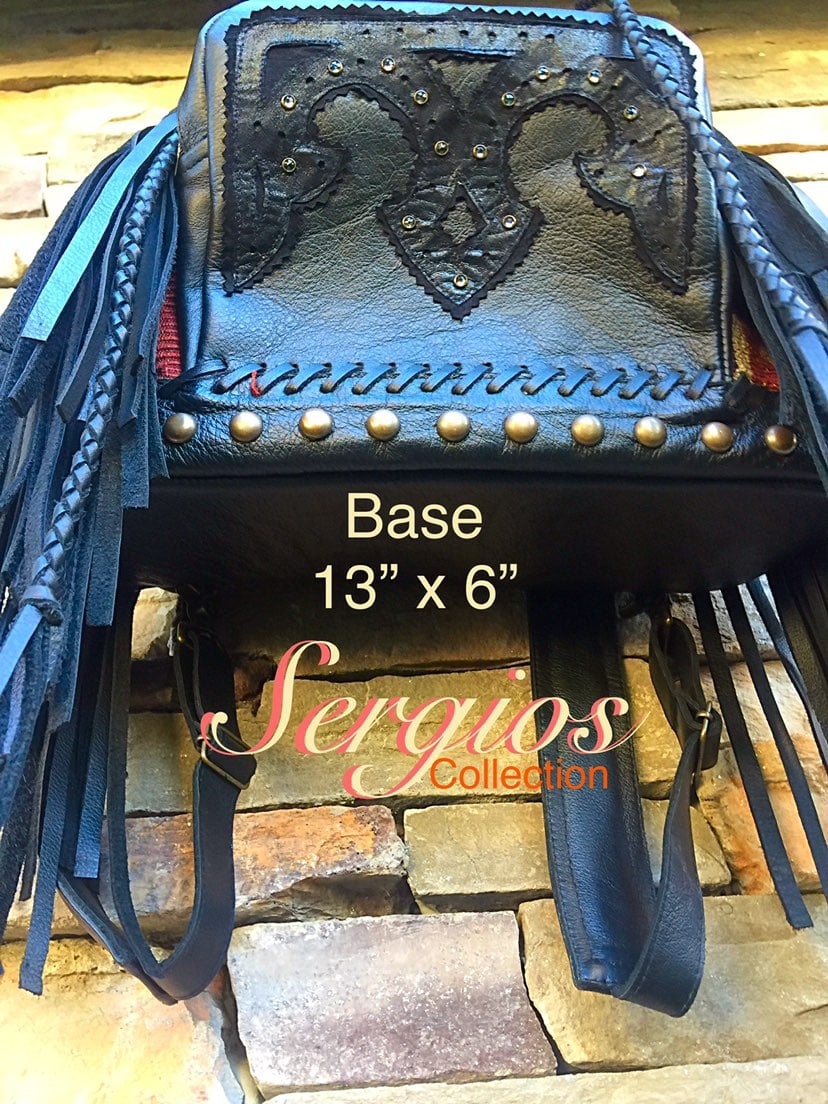 Base
13” x 6”
Sergios
Collection